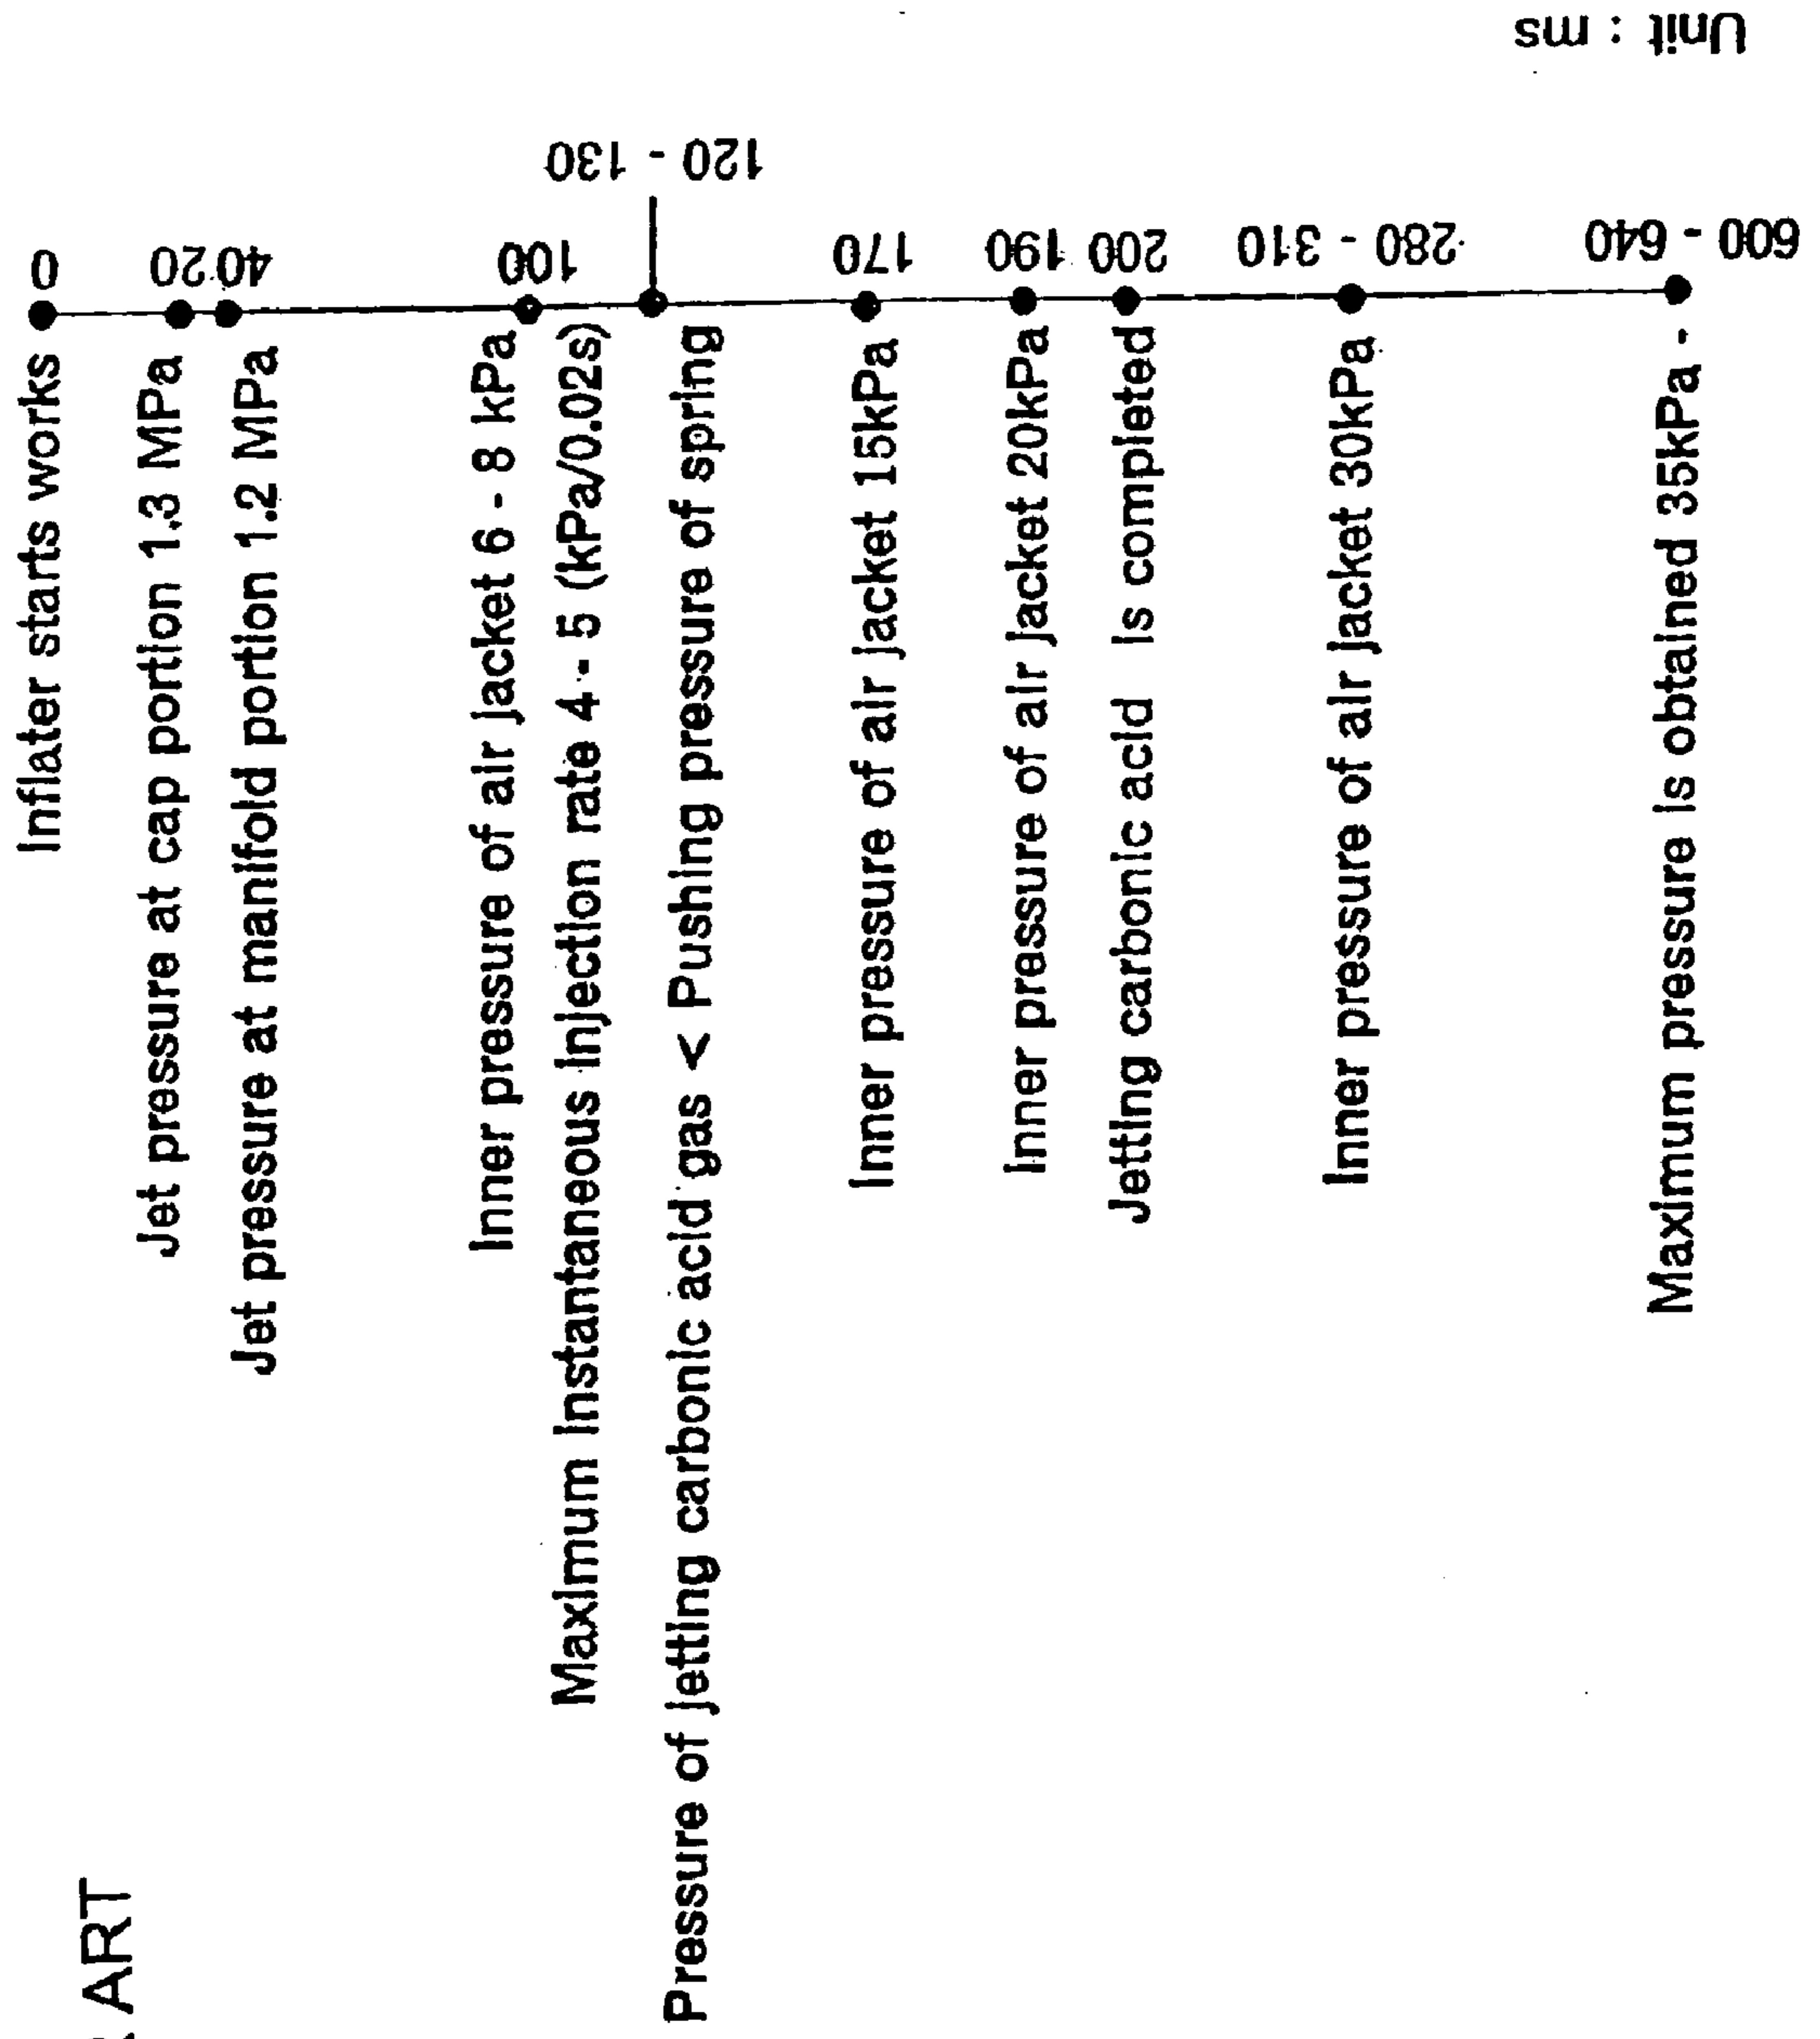 ART
Inflater starts works
0
Jet pressure at cap portion 1.3 MPa
20
Jet pressure at manifold portion 1.2 MPa
40
Inner pressure of air jacket 6 - 8 kPa
100
Maximum instantaneous injection rate 4 - 5 (kPa/0.02s)
Pressure of jetting carbonic acid gas < Pushing pressure of spring
120 - 130
Inner pressure of air jacket 15kPa
170
Inner pressure of air jacket 20kPa
190
Jetting carbonic acid is completed
200
Inner pressure of air jacket 30kPa
280 - 310
Maximum pressure is obtained 35kPa
600 - 640
Unit : ms